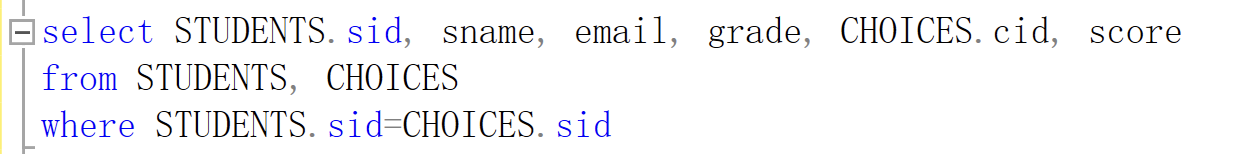 select STUDENTS.sid, sname, email, grade, CHOICES.cid, score
from STUDENTS, CHOICES
where STUDENTS.sid=CHOICES.sid